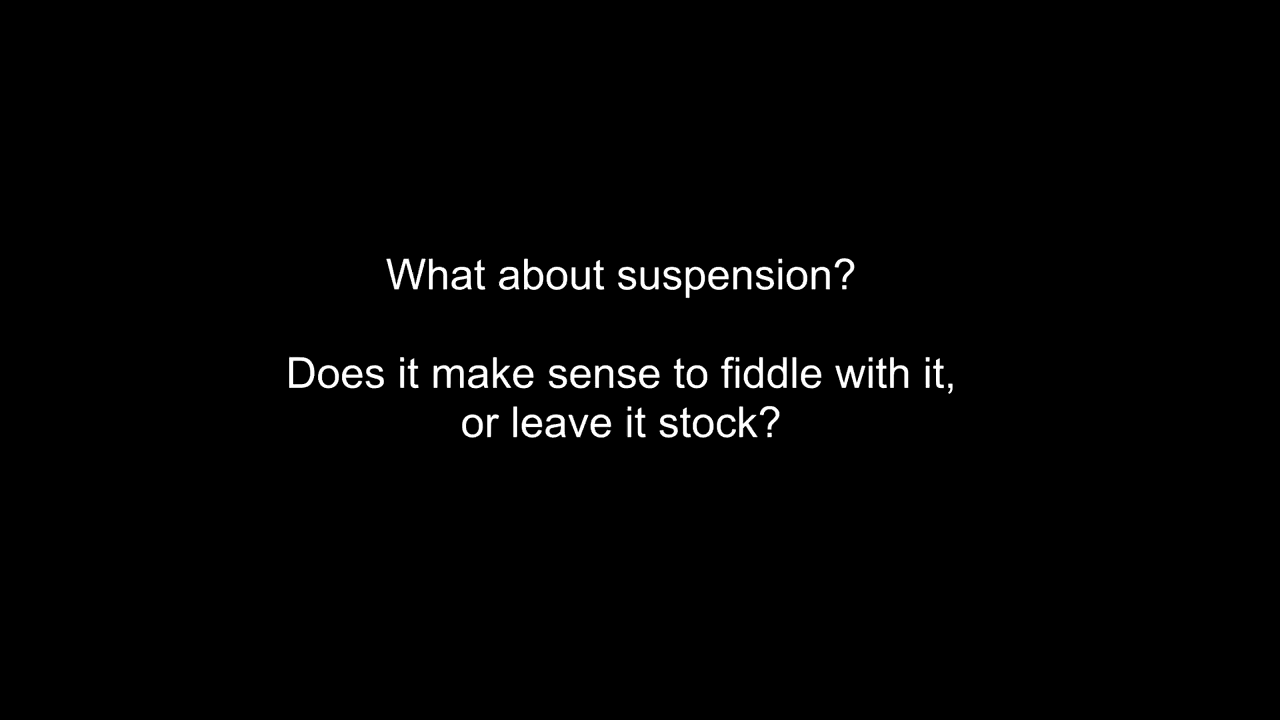 What about suspension?
Does it make sense to fiddle with it,
or leave it stock?